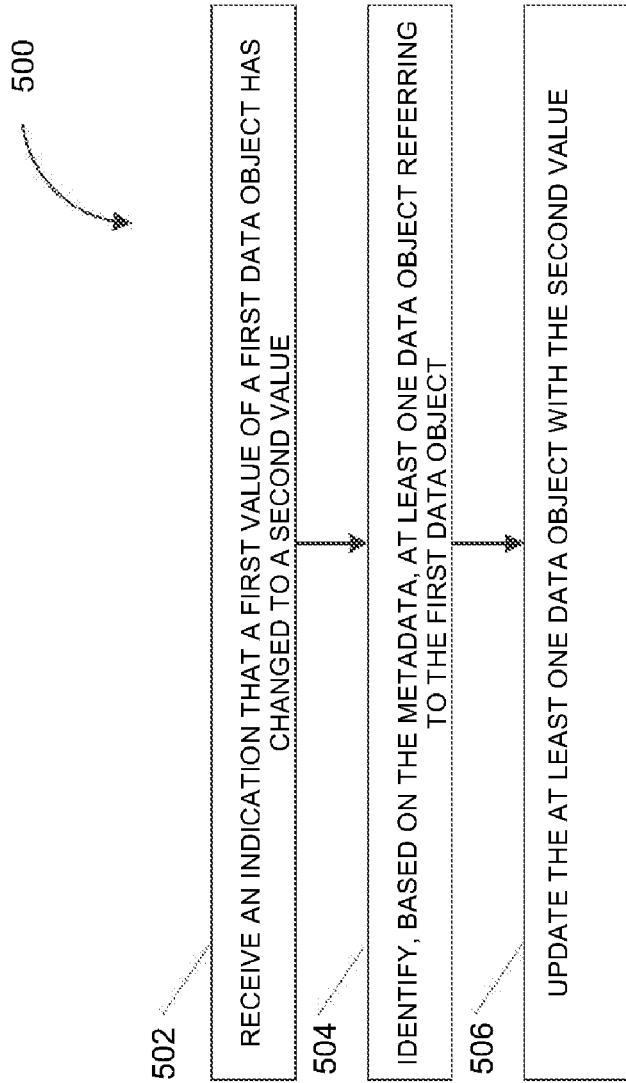 500
502
RECEIVE AN INDICATION THAT A FIRST VALUE OF A FIRST DATA OBJECT HAS
CHANGED TO A SECOND VALUE
504
IDENTIFY, BASED ON THE METADATA, AT LEAST ONE DATA OBJECT REFERRING
TO THE FIRST DATA OBJECT
506
UPDATE THE AT LEAST ONE DATA OBJECT WITH THE SECOND VALUE